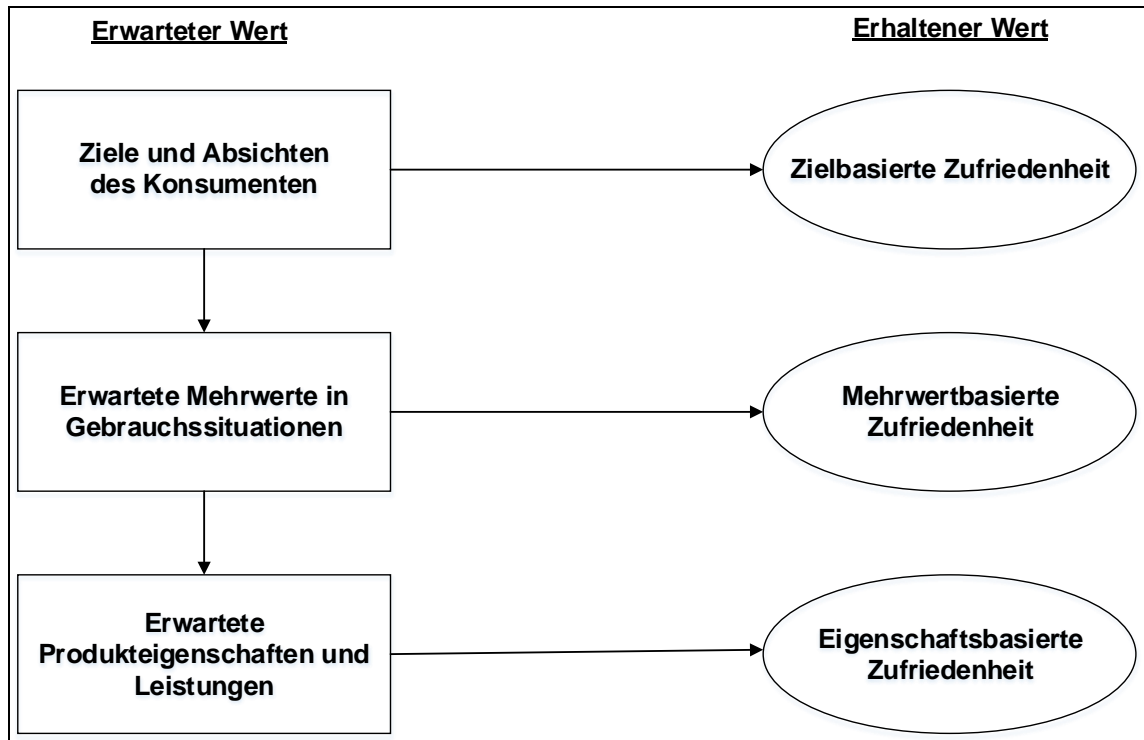 Erwarteter Wert
Erhaltener Wert
Ziele und Absichten
des Konsumenten
Zielbasierte Zufriedenheit
Erwartete Mehrwerte in
Gebrauchssituationen
Mehrwertbasierte
Zufriedenheit
Erwartete
Produkteigenschaften und
Leistungen
Eigenschaftsbasierte
Zufriedenheit